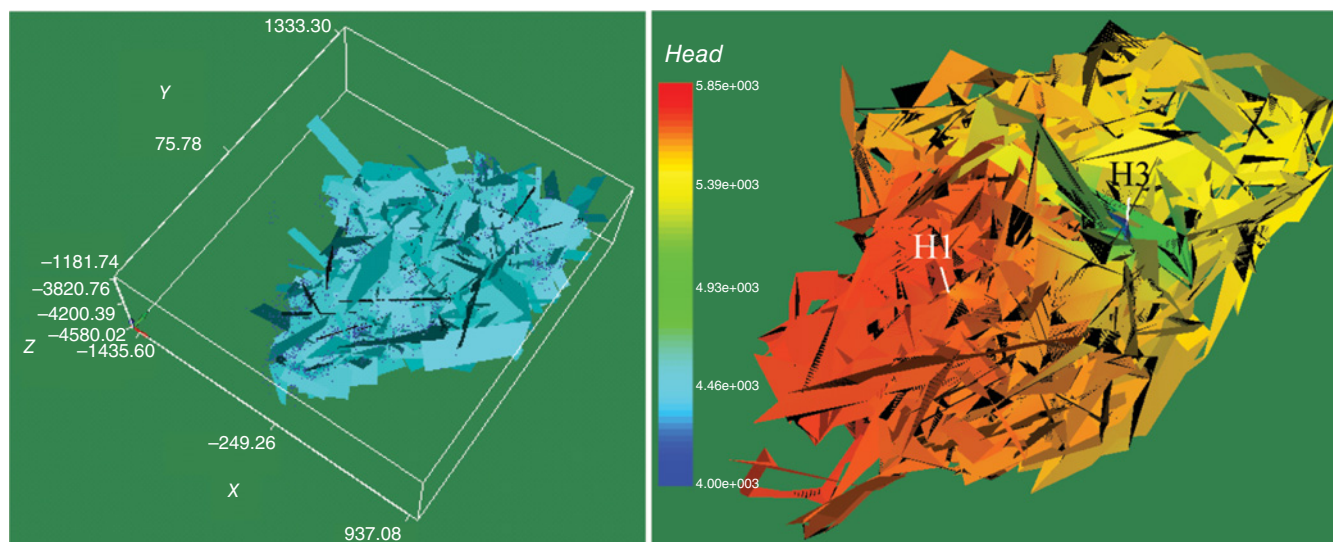 1333.30
Y
75.78
−1181.74
−3820.76
−4200.39
−4580.02
Z
−1435.60
−249.26
X
937.08
Head
5.85e+003
5.39e+003
4.93e+003
4.46e+003
4.00e+003
H1
H3